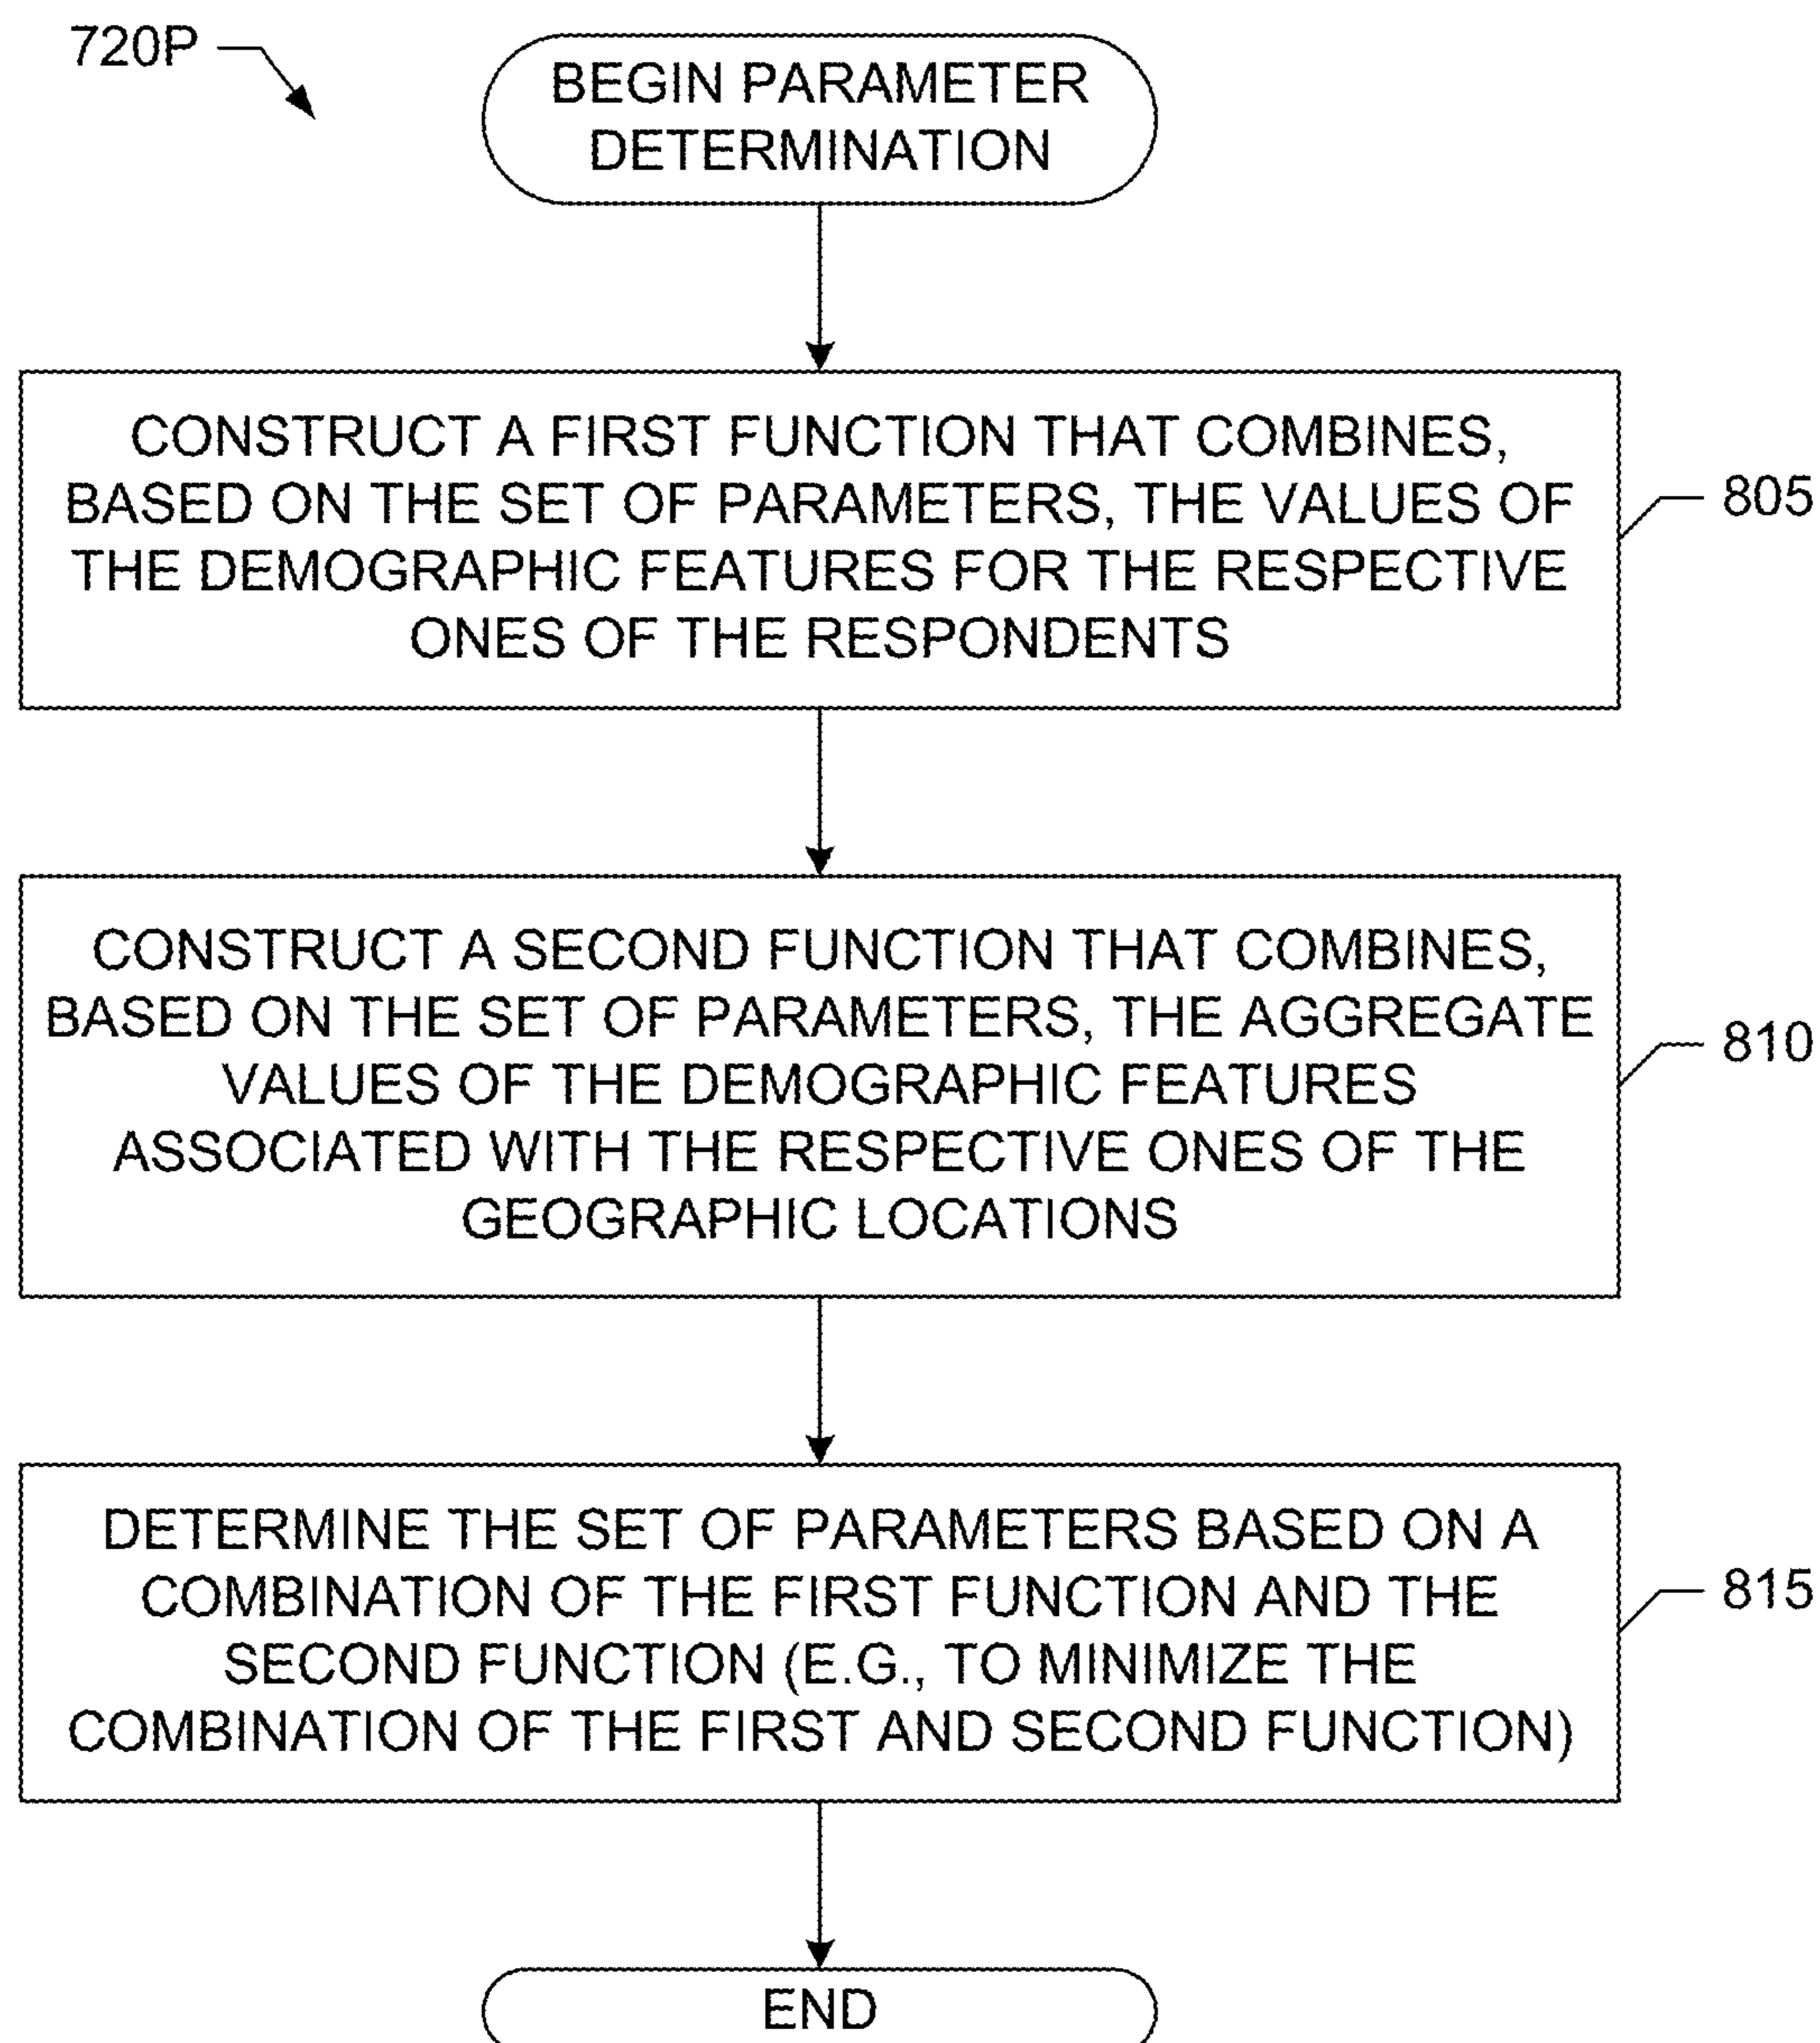 720P
BEGIN PARAMETER
DETERMINATION
CONSTRUCT A FIRST FUNCTION THAT COMBINES,
BASED ON THE SET OF PARAMETERS, THE VALUES OF
THE DEMOGRAPHIC FEATURES FOR THE RESPECTIVE
ONES OF THE RESPONDENTS
805
CONSTRUCT A SECOND FUNCTION THAT COMBINES,
BASED ON THE SET OF PARAMETERS, THE AGGREGATE
VALUES OF THE DEMOGRAPHIC FEATURES
ASSOCIATED WITH THE RESPECTIVE ONES OF THE
GEOGRAPHIC LOCATIONS
810
DETERMINE THE SET OF PARAMETERS BASED ON A
COMBINATION OF THE FIRST FUNCTION AND THE
SECOND FUNCTION (E.G., TO MINIMIZE THE
COMBINATION OF THE FIRST AND SECOND FUNCTION)
815
END